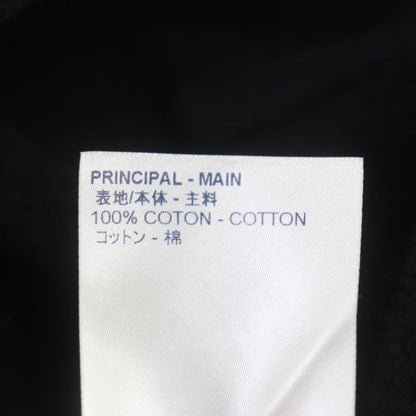 PRINCIPAL - MAIN
表地/本体 - 主料
100% COTON - COTTON
コットン - 棉